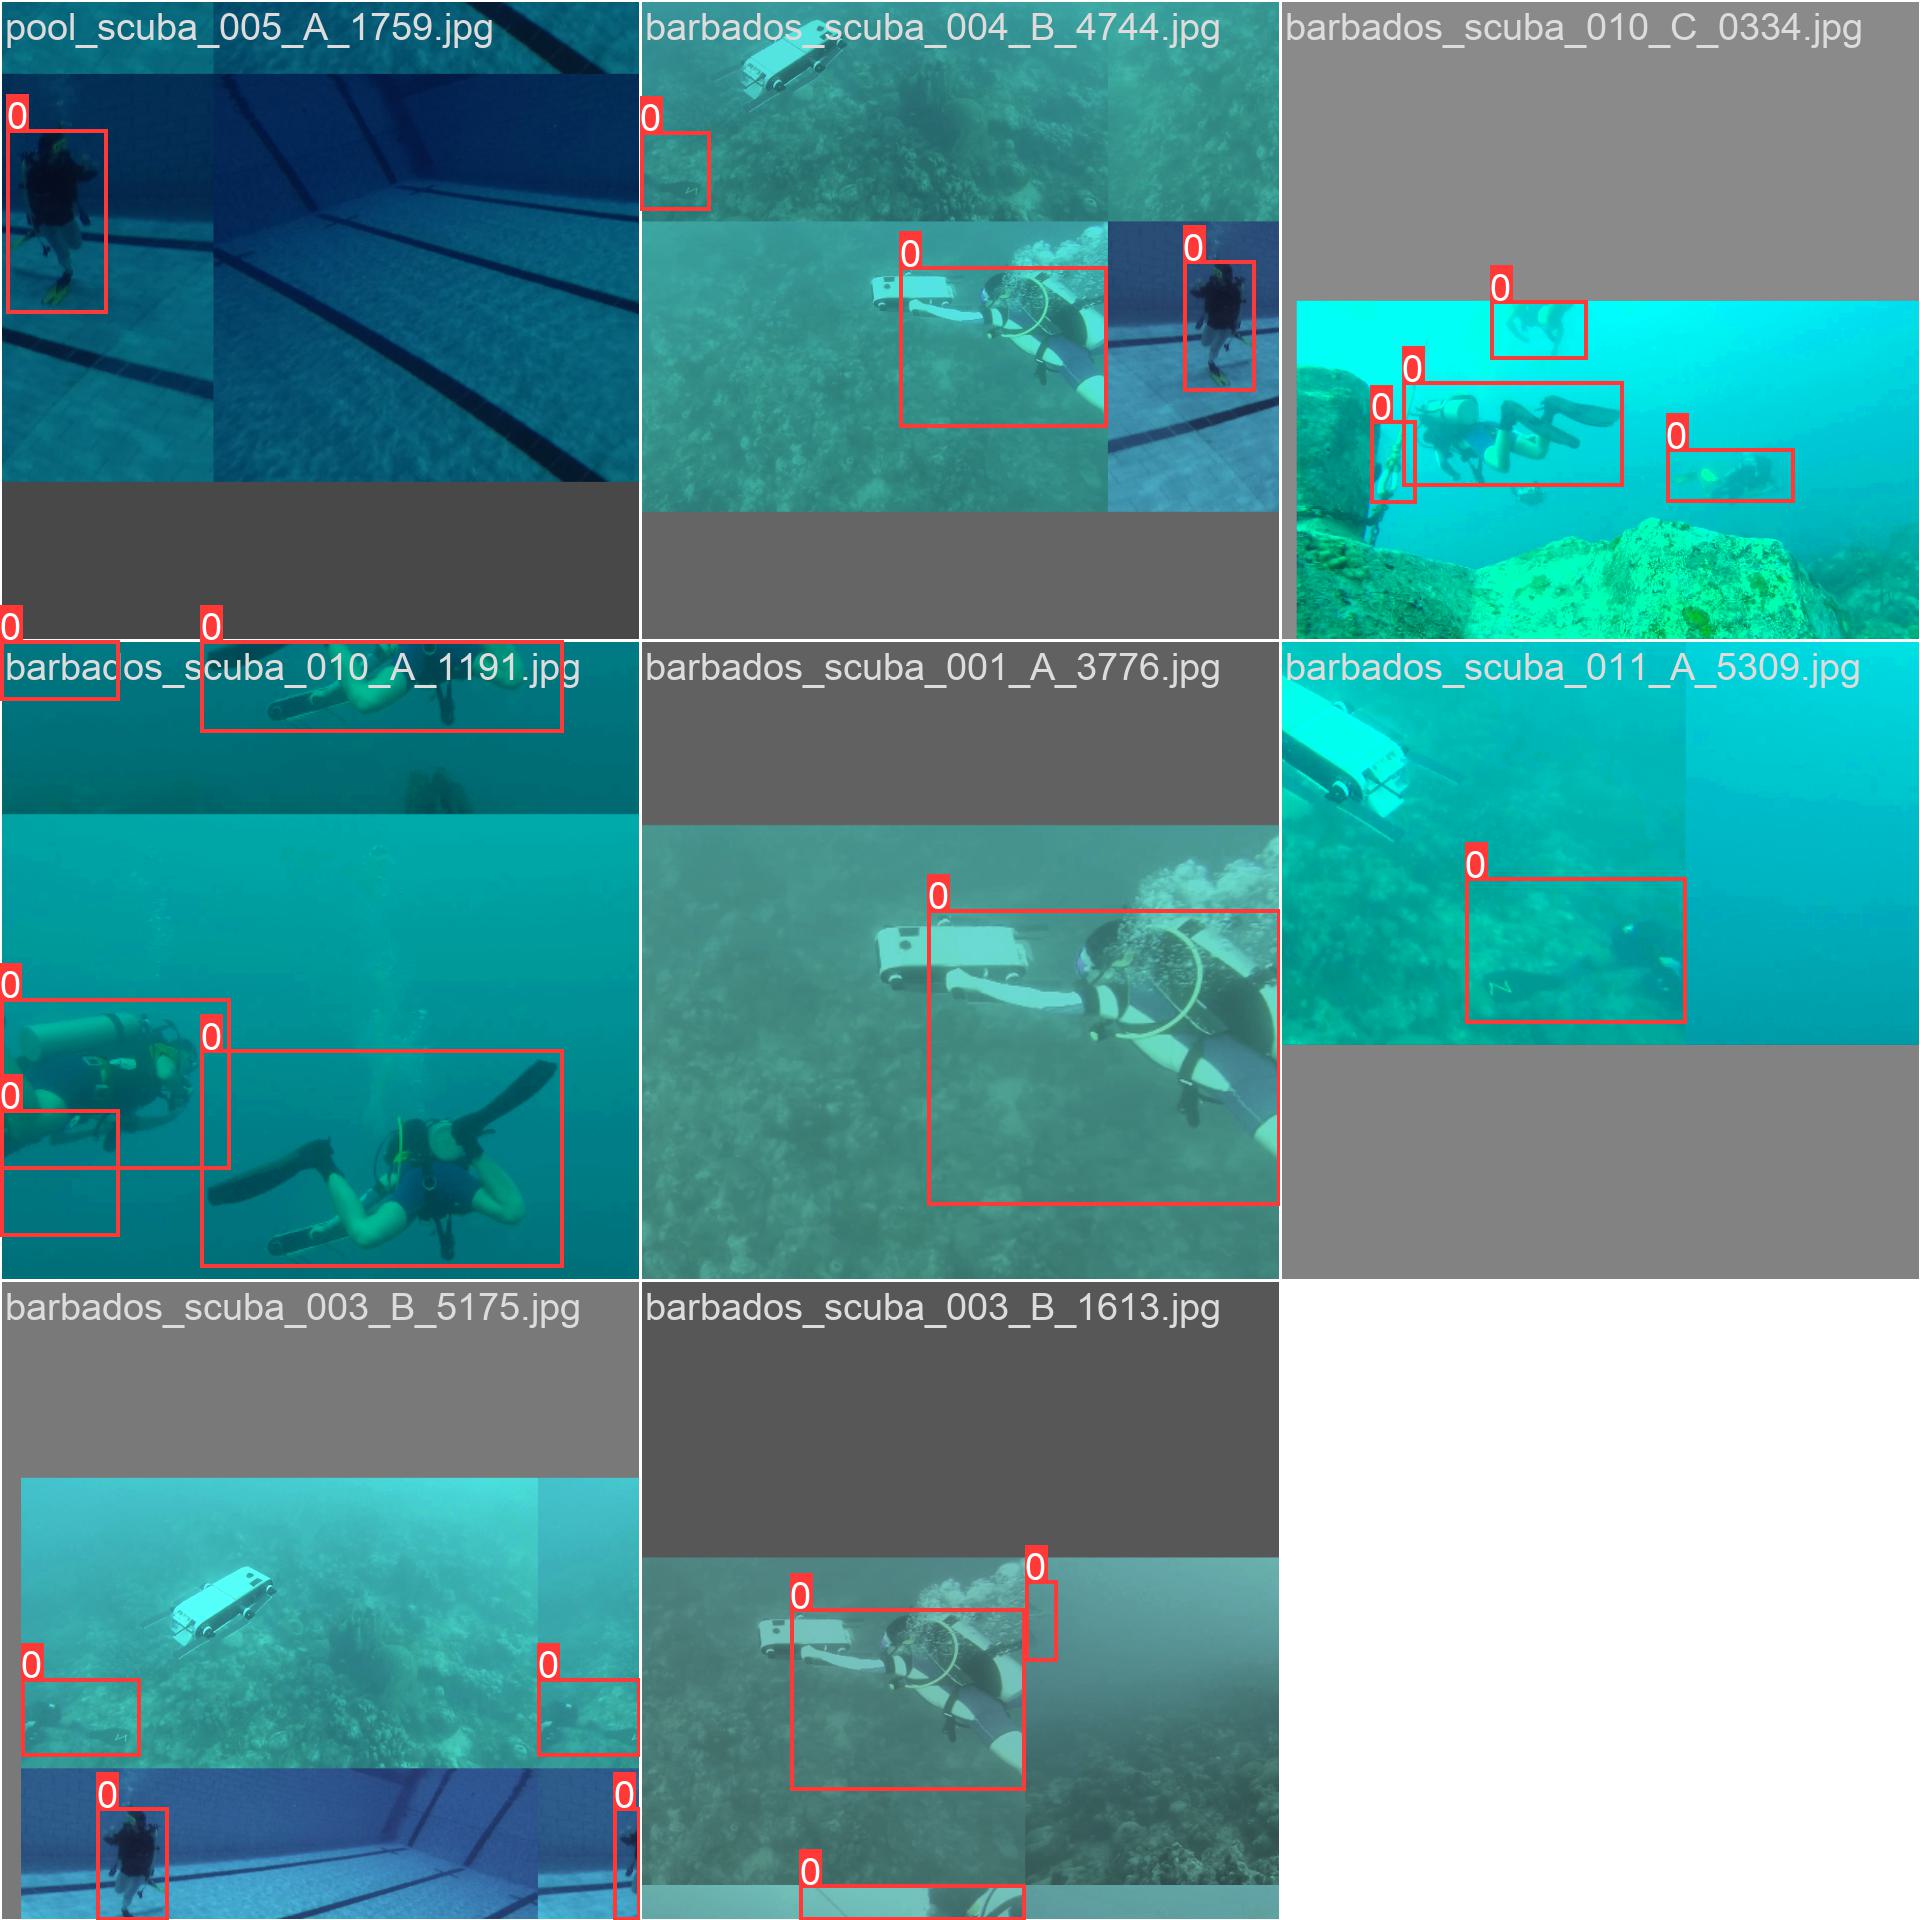 pool_scuba_005_A_1759.jpg
barbados_scuba_004_B_4744.jpg
barbados_scuba_010_C_0334.jpg
0
0
0
0
0
0
0
0
0
0
barbados_scuba_010_A_1191.jpg
barbados_scuba_001_A_3776.jpg
barbados_scuba_011_A_5309.jpg
0
0
0
0
0
barbados_scuba_003_B_5175.jpg
barbados_scuba_003_B_1613.jpg
0
0
0
0
0
0
0